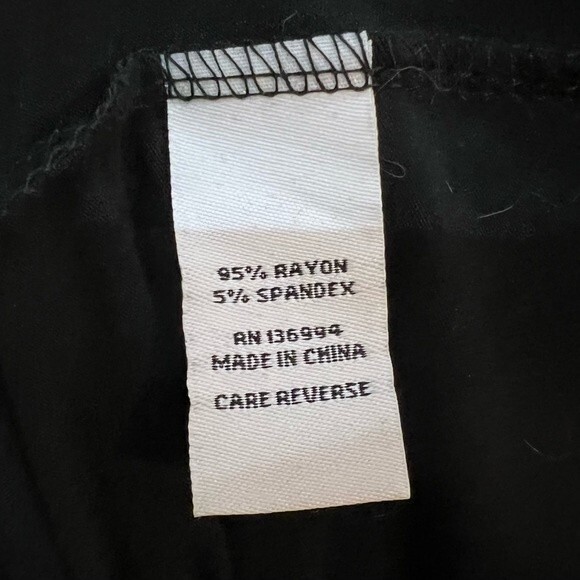 95% RAYON
5% SPANDEX
RN 136994
MADE IN CHINA
CARE REVERSE